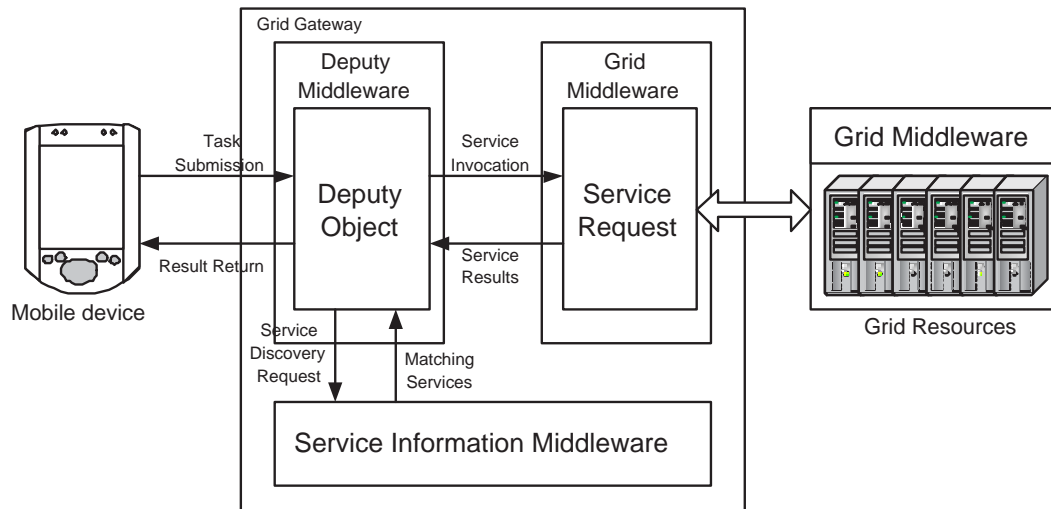 Grid Gateway
Deputy
Middleware
Grid
Middleware
Task
Submission
Service
Invocation
Grid Middleware
Deputy
Object
Service
Request
Result Return
Service
Results
Mobile device
Grid Resources
Service
Discovery
Request
Matching
Services
Service Information Middleware